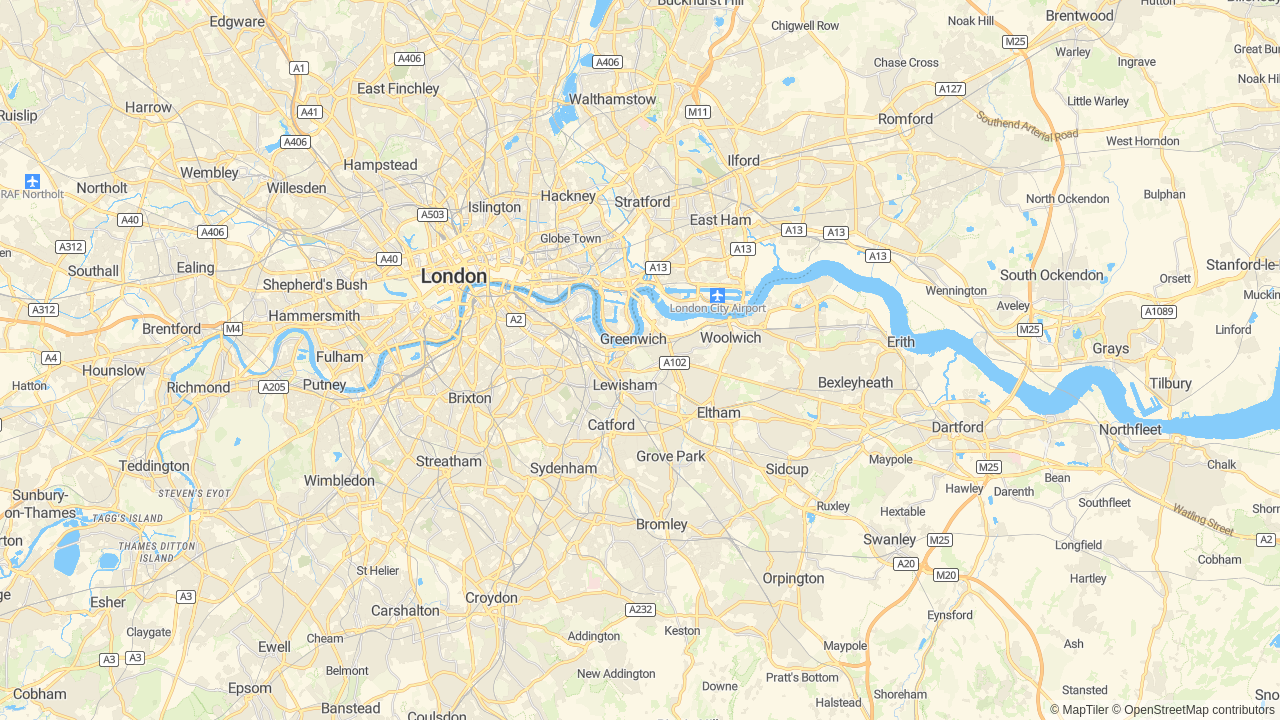 Buckhurst Hill
Hutton
Edgware
Chigwell Row
Noak Hill
Brentwood
M25
Great Bu
A406
A406
Warley
Ingrave
Chase Cross
A1
East Finchley
Noak Hil
A127
Walthamstow
Little Warley
Harrow
A41
M11
Ruislip
Romford
Southend Arterial Road
A406
West Horndon
Hampstead
Ilford
Wembley
RAF Northolt
Northolt
Willesden
Hackney
Bulphan
North Ockendon
Stratford
Islington
A503
A40
East Ham
A406
A13
A13
Globe Town
A312
A13
en
A40
A13
A13
Southall
Ealing
London
South Ockendon
Stanford-le
Orsett
Shepherd's Bush
Wennington
Mucking
London City Airport
Aveley
A312
A1089
Hammersmith
A2
Brentford
M4
M25
Linford
Greenwich
Woolwich
Erith
Grays
A4
Fulham
A102
Hounslow
Hatton
Richmond
A205
Putney
Lewisham
Bexleyheath
Tilbury
Brixton
Eltham
Catford
Dartford
Northfleet
Teddington
Streatham
Grove Park
Maypole
Chalk
Sydenham
Sidcup
M25
Wimbledon
Bean
STEVEN'S EYOT
Hawley
Darenth
Sunbury-
on-Thames
Southfleet
Ruxley
Hextable
Shorn
TAGG'S ISLAND
Bromley
Watling Street
rton
Swanley
M25
A2
THAMES DITTON
ISLAND
Longfield
Cobham
A20
St Helier
M20
Orpington
Hartley
ge
A3
Croydon
Esher
Carshalton
A232
Eynsford
Claygate
Cheam
Addington
Keston
Ewell
Maypole
Ash
A3
A3
Belmont
New Addington
Pratt's Bottom
Epsom
Downe
Stansted
Cobham
Shoreham
Sno
Halstead
Banstead
Coulsdon
© MapTiler © OpenStreetMap contributors